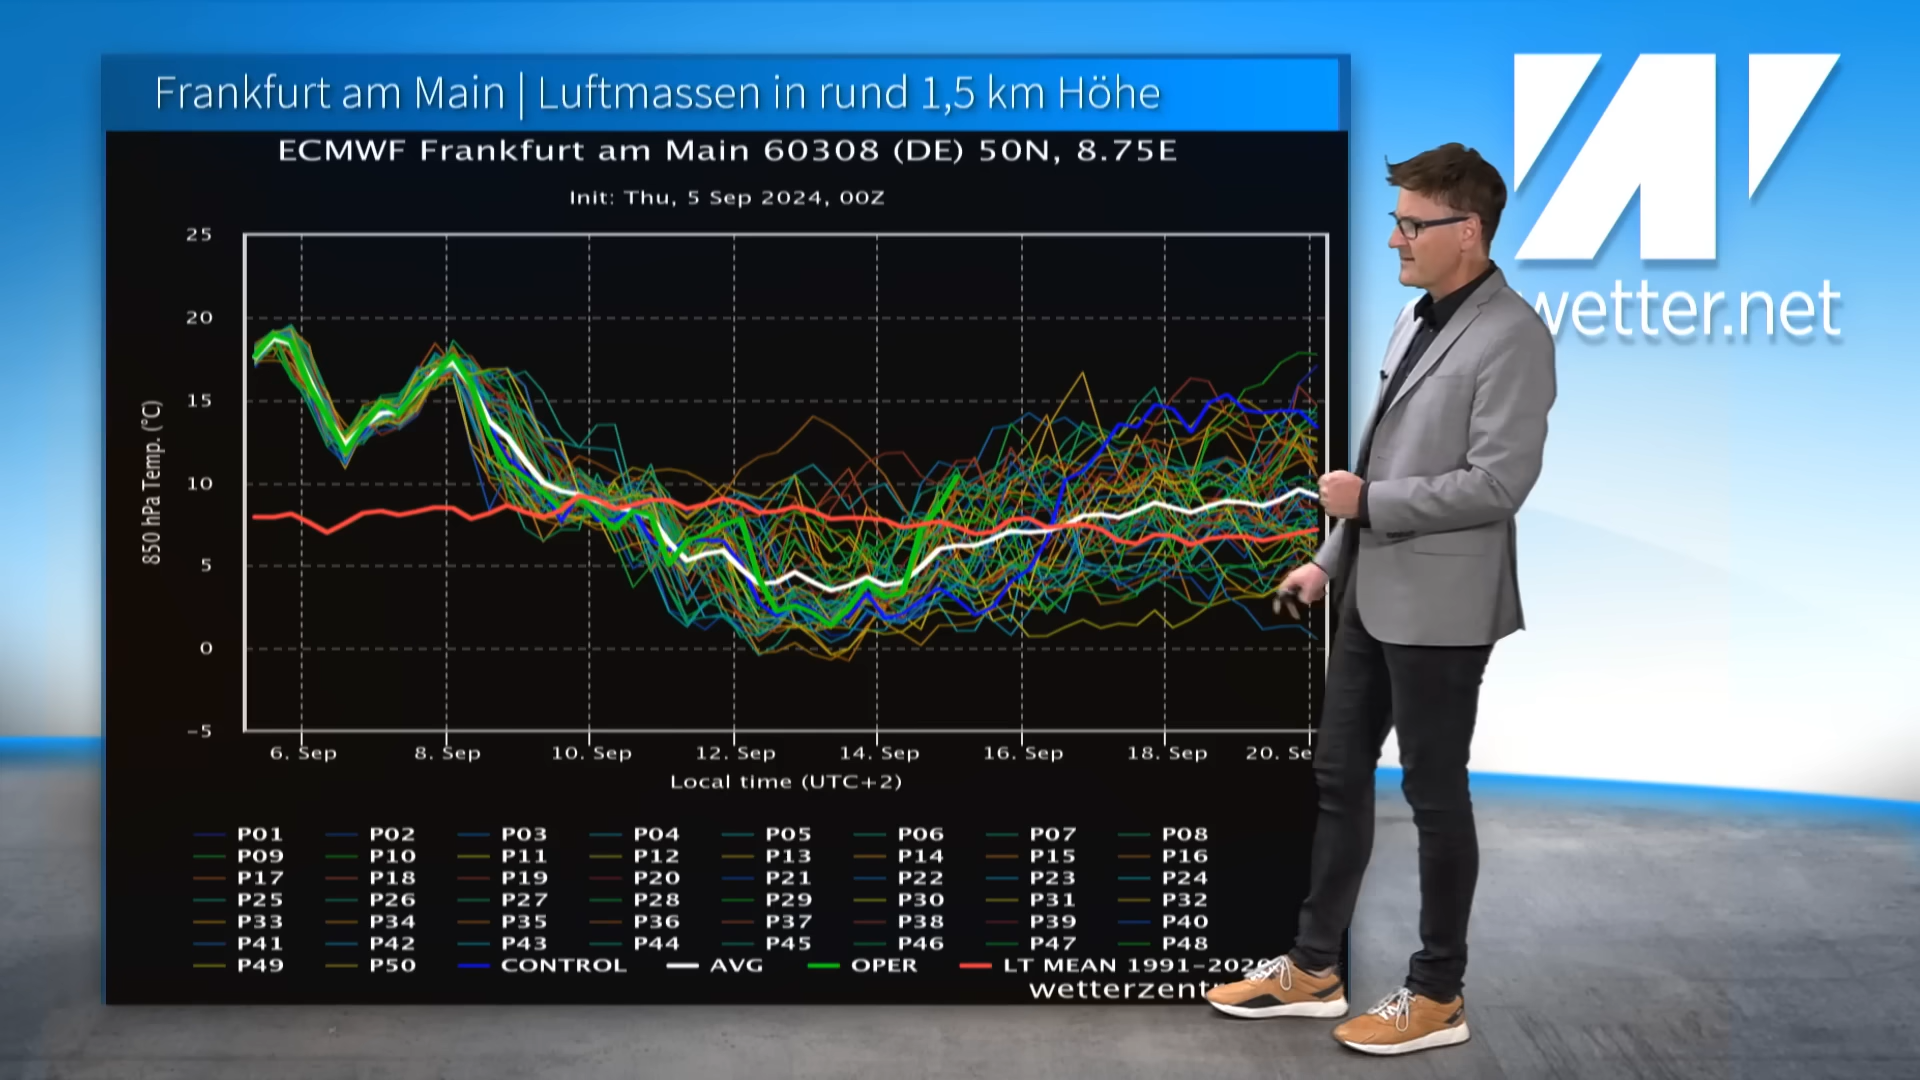 Frankfurt am Main | Luftmassen in rund 1,5 km Höhe
ECMWF Frankfurt am Main 60308 (DE) 50N, 8.75E
Init: Thu, 5 Sep 2024, 00Z
wetter.net
850 hPa Temp. (°C)
25
20
15
10
5
0
−5
6. Sep 8. Sep 10. Sep 12. Sep 14. Sep 16. Sep 18. Sep 20. Se
Local time (UTC+2)
P01 P02 P03 P04 P05 P06 P07 P08
P09 P10 P11 P12 P13 P14 P15 P16
P17 P18 P19 P20 P21 P22 P23 P24
P25 P26 P27 P28 P29 P30 P31 P32
P33 P34 P35 P36 P37 P38 P39 P40
P41 P42 P43 P44 P45 P46 P47 P48
P49 P50 CONTROL AVG OPER LT MEAN 1991−2020
wetterzent